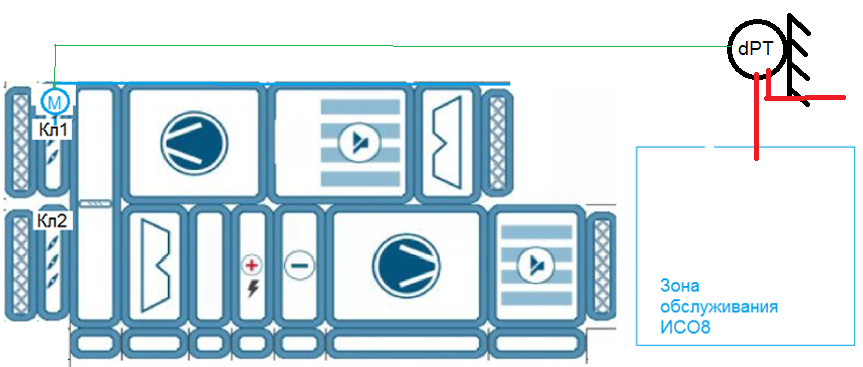 dPT
М
Кл1
Кл2
Зона
обслуживания
ИСО8